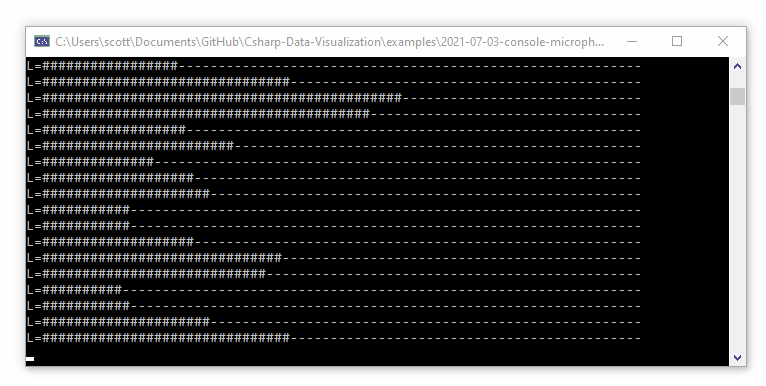 C:\Users\scott\Documents\GitHub\Csharp-Data-Visualization\examples\2021-07-03-console-microph...
L=#################----------------------------------------------------------
L=###############################--------------------------------------------
L=#############################################------------------------------
L=#########################################----------------------------------
L=##################---------------------------------------------------------
L=########################---------------------------------------------------
L=##############-------------------------------------------------------------
L=###################--------------------------------------------------------
L=#####################------------------------------------------------------
L=###########----------------------------------------------------------------
L=###########----------------------------------------------------------------
L=###################--------------------------------------------------------
L=##############################---------------------------------------------
L=############################-----------------------------------------------
L=##########-----------------------------------------------------------------
L=###########----------------------------------------------------------------
L=#####################------------------------------------------------------
L=###############################--------------------------------------------